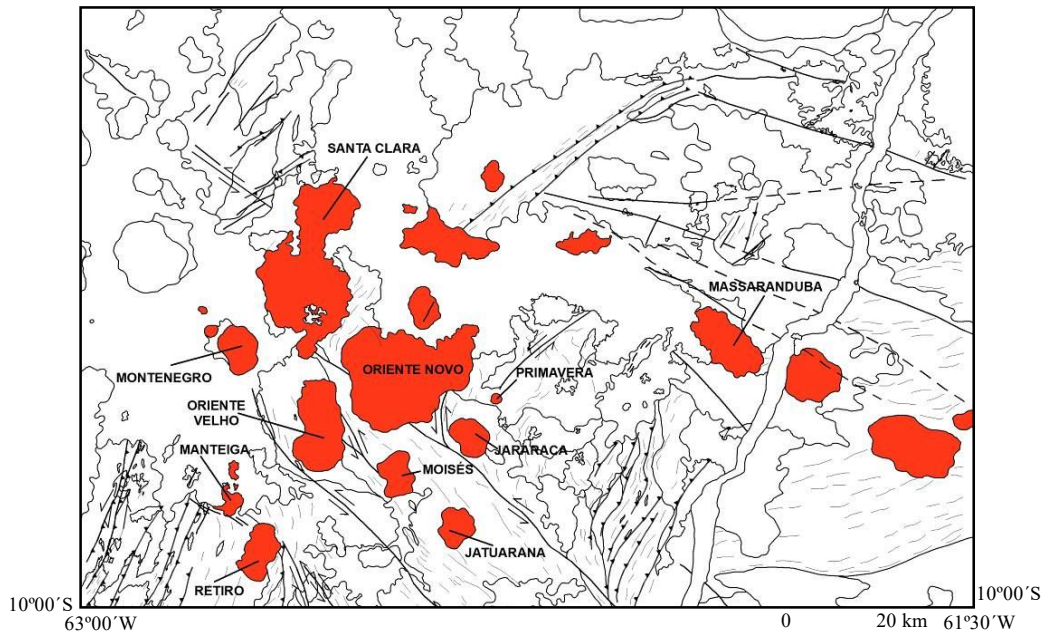 SANTA CLARA
MASSARANDUBA
MONTENEGRO
ORIENTE NOVO
PRIMAVERA
ORIENTE
VELHO
MANTEIGA
JARARACA
MOISÉS
JATUARANA
RETIRO
10º00´S
10º00´S
63º00´W
0
20 km
61º30´W